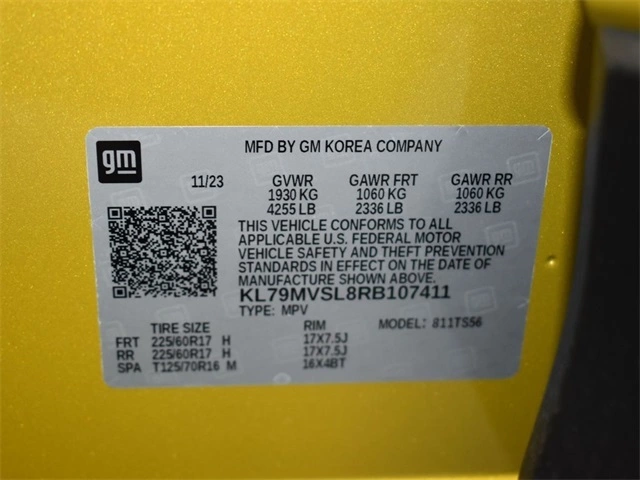 gm
MFD BY GM KOREA COMPANY
11/23 GVWR GAWR FRT GAWR RR
1930 KG 1060 KG 1060 KG
4255 LB 2336 LB 2336 LB
THIS VEHICLE CONFORMS TO ALL
APPLICABLE U.S. FEDERAL MOTOR
VEHICLE SAFETY AND THEFT PREVENTION
STANDARDS IN EFFECT ON THE DATE OF
MANUFACTURE SHOWN ABOVE.
KL79MVSL8RB107411
TYPE: MPV MODEL: 811TS56
TIRE SIZE RIM
FRT 225/60R17 H 17X7.5J
RR 225/60R17 H 17X7.5J
SPA T125/70R16 M 16X4BT